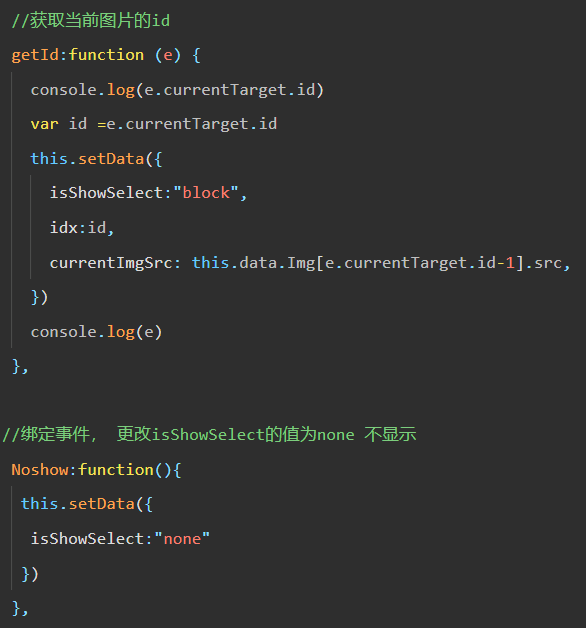 //获取当前图片的id
getId:function (e) {
console.log(e.currentTarget.id)
var id =e.currentTarget.id
this.setData({
isShowSelect:"block",
idx:id,
currentImgSrc: this.data.Img[e.currentTarget.id-1].src,
})
console.log(e)
},
//绑定事件， 更改isShowSelect的值为none 不显示
Noshow:function(){
this.setData({
isShowSelect:"none"
})
},